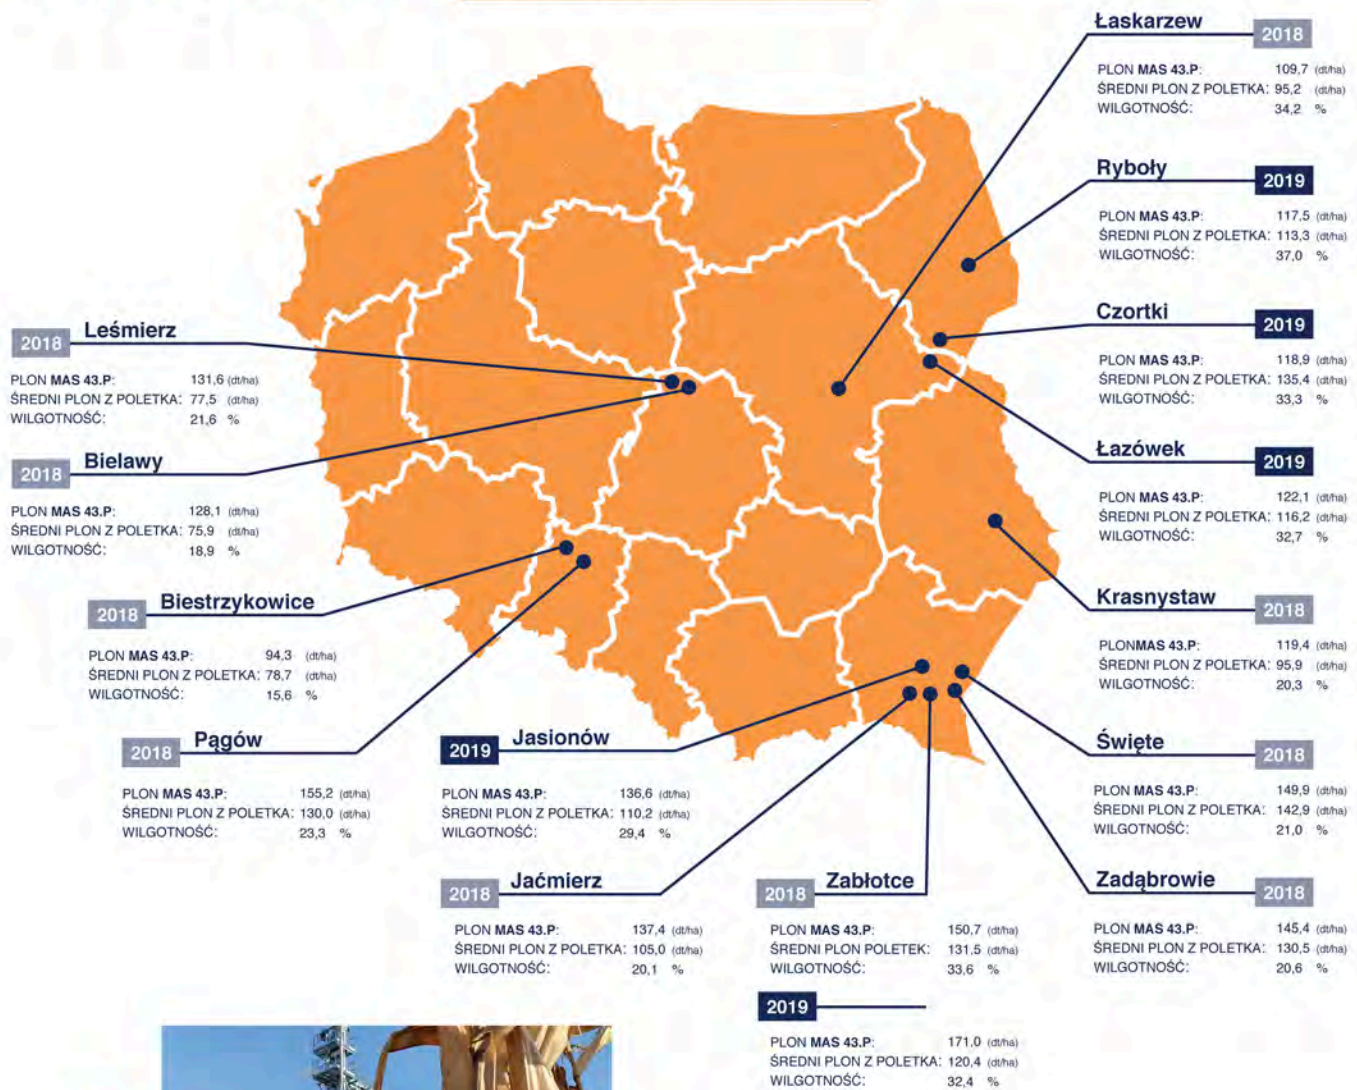 Łaskarzew
2018
PLON MAS 43.P: 109,7 (dt/ha)
ŚREDNI PLON Z POLETKA: 95,2 (dt/ha)
WILGOTNOŚĆ: 34,2 %
Ryboły
2019
PLON MAS 43.P: 117,5 (dt/ha)
ŚREDNI PLON Z POLETKA: 113,3 (dt/ha)
WILGOTNOŚĆ: 37,0 %
Czortki
2019
PLON MAS 43.P: 118,9 (dt/ha)
ŚREDNI PLON Z POLETKA: 135,4 (dt/ha)
WILGOTNOŚĆ: 33,3 %
Łazówek
2019
PLON MAS 43.P: 122,1 (dt/ha)
ŚREDNI PLON Z POLETKA: 116,2 (dt/ha)
WILGOTNOŚĆ: 32,7 %
Krasnystaw
2018
PLONMAS 43.P: 119,4 (dt/ha)
ŚREDNI PLON Z POLETKA: 95,9 (dt/ha)
WILGOTNOŚĆ: 20,3 %
Święte
2018
PLON MAS 43.P: 149,9 (dt/ha)
ŚREDNI PLON Z POLETKA: 142,9 (dt/ha)
WILGOTNOŚĆ: 21,0 %
Zadąbrowie
2018
PLON MAS 43.P: 145,4 (dt/ha)
ŚREDNI PLON Z POLETKA: 130,5 (dt/ha)
WILGOTNOŚĆ: 20,6 %
2018 Leśmierz
PLON MAS 43.P: 131,6 (dt/ha)
ŚREDNI PLON Z POLETKA: 77,5 (dt/ha)
WILGOTNOŚĆ: 21,6 %
2018 Bielawy
PLON MAS 43.P: 128,1 (dt/ha)
ŚREDNI PLON Z POLETKA: 75,9 (dt/ha)
WILGOTNOŚĆ: 18,9 %
2018 Biestrzykowice
PLON MAS 43.P: 94,3 (dt/ha)
ŚREDNI PLON Z POLETKA: 78,7 (dt/ha)
WILGOTNOŚĆ: 15,6 %
2018 Pągów
PLON MAS 43.P: 155,2 (dt/ha)
ŚREDNI PLON Z POLETKA: 130,0 (dt/ha)
WILGOTNOŚĆ: 23,3 %
2019 Jasionów
PLON MAS 43.P: 136,6 (dt/ha)
ŚREDNI PLON Z POLETKA: 110,2 (dt/ha)
WILGOTNOŚĆ: 29,4 %
2018 Jaćmierz
PLON MAS 43.P: 137,4 (dt/ha)
ŚREDNI PLON Z POLETKA: 105,0 (dt/ha)
WILGOTNOŚĆ: 20,1 %
2018 Zabłotce
PLON MAS 43.P: 150,7 (dt/ha)
ŚREDNI PLON POLETEK: 131,5 (dt/ha)
WILGOTNOŚĆ: 33,6 %
2019
PLON MAS 43.P: 171,0 (dt/ha)
ŚREDNI PLON Z POLETKA: 120,4 (dt/ha)
WILGOTNOŚĆ: 32,4 %